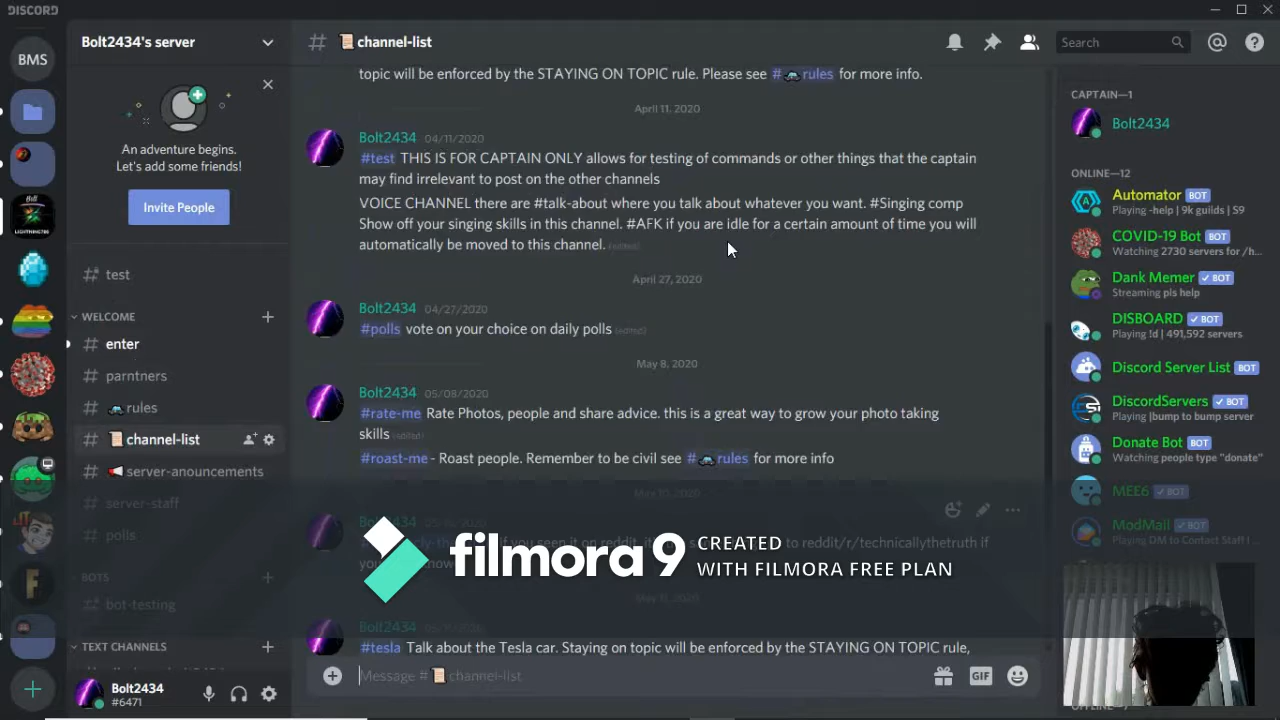 DISCORD
BMS
Bolt2434's server
An adventure begins.
Let's add some friends!
Invite People
# test
WELCOME
# enter
# parntners
# rules
# channel-list
# server-anouncements
# server-staff
# polls
BOTS
# bot-testing
TEXT CHANNELS
Bolt2434
#6471
# channel-list
Search
topic will be enforced by the STAYING ON TOPIC rule. Please see # rules for more info.
April 11, 2020
Bolt2434 04/11/2020
#test THIS IS FOR CAPTAIN ONLY allows for testing of commands or other things that the captain
may find irrelevant to post on the other channels
VOICE CHANNEL there are #talk-about where you talk about whatever you want. #Singing comp
Show off your singing skills in this channel. #AFK if you are idle for a certain amount of time you will
automatically be moved to this channel. (edited)
April 27, 2020
Bolt2434 04/27/2020
#polls vote on your choice on daily polls (edited)
May 8, 2020
Bolt2434 05/08/2020
#rate-me Rate Photos, people and share advice. this is a great way to grow your photo taking
skills (edited)
#roast-me - Roast people. Remember to be civil see # rules for more info
May 10, 2020
if you seen it on reddit, to reddit/r/technicallythetruth if
filmora9 CREATED
WITH FILMORA FREE PLAN
Bolt2434
#tesla Talk about the Tesla car. Staying on topic will be enforced by the STAYING ON TOPIC rule,
Message # channel-list
GIF
CAPTAIN—1
Bolt2434
ONLINE—12
Automator BOT
Playing -help | 9k guilds | S9
COVID-19 Bot BOT
Watching 2730 servers for /h...
Dank Memer BOT
Streaming pls help
DISBOARD BOT
Playing !d | 491,592 servers
Discord Server List BOT
DiscordServers BOT
Playing |bump to bump server
Donate Bot BOT
Watching people type "donate"
MEE6 BOT
ModMail BOT
Playing DM to Contact Staff I...